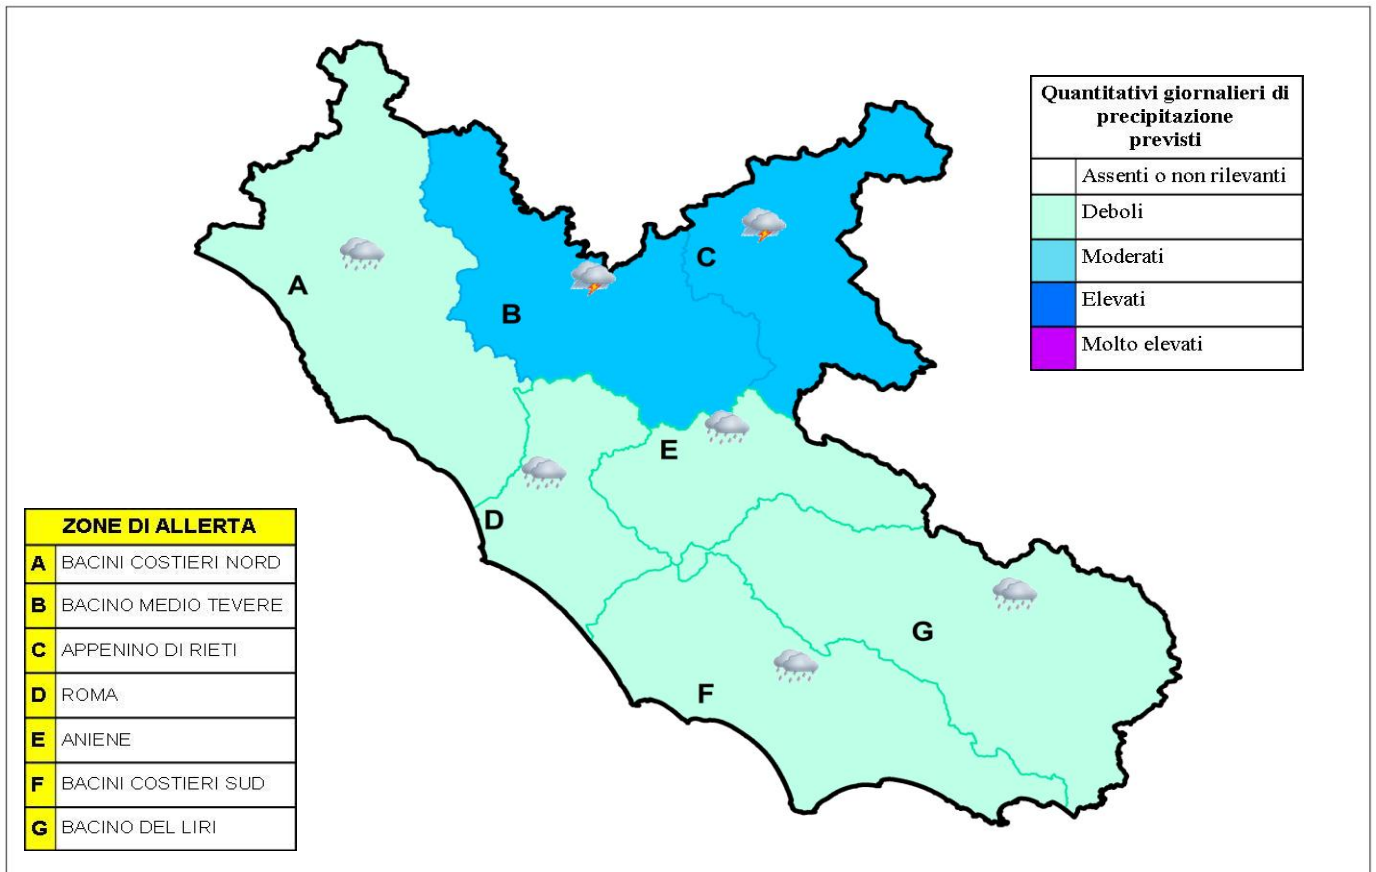 Quantitativi giornalieri di
precipitazione
previsti
Assenti o non rilevanti
Deboli
Moderati
Elevati
Molto elevati
A
B
C
D
E
F
G
ZONE DI ALLERTA
A BACINI COSTIERI NORD
B BACINO MEDIO TEVERE
C APPENINO DI RIETI
D ROMA
E ANIENE
F BACINI COSTIERI SUD
G BACINO DEL LIRI